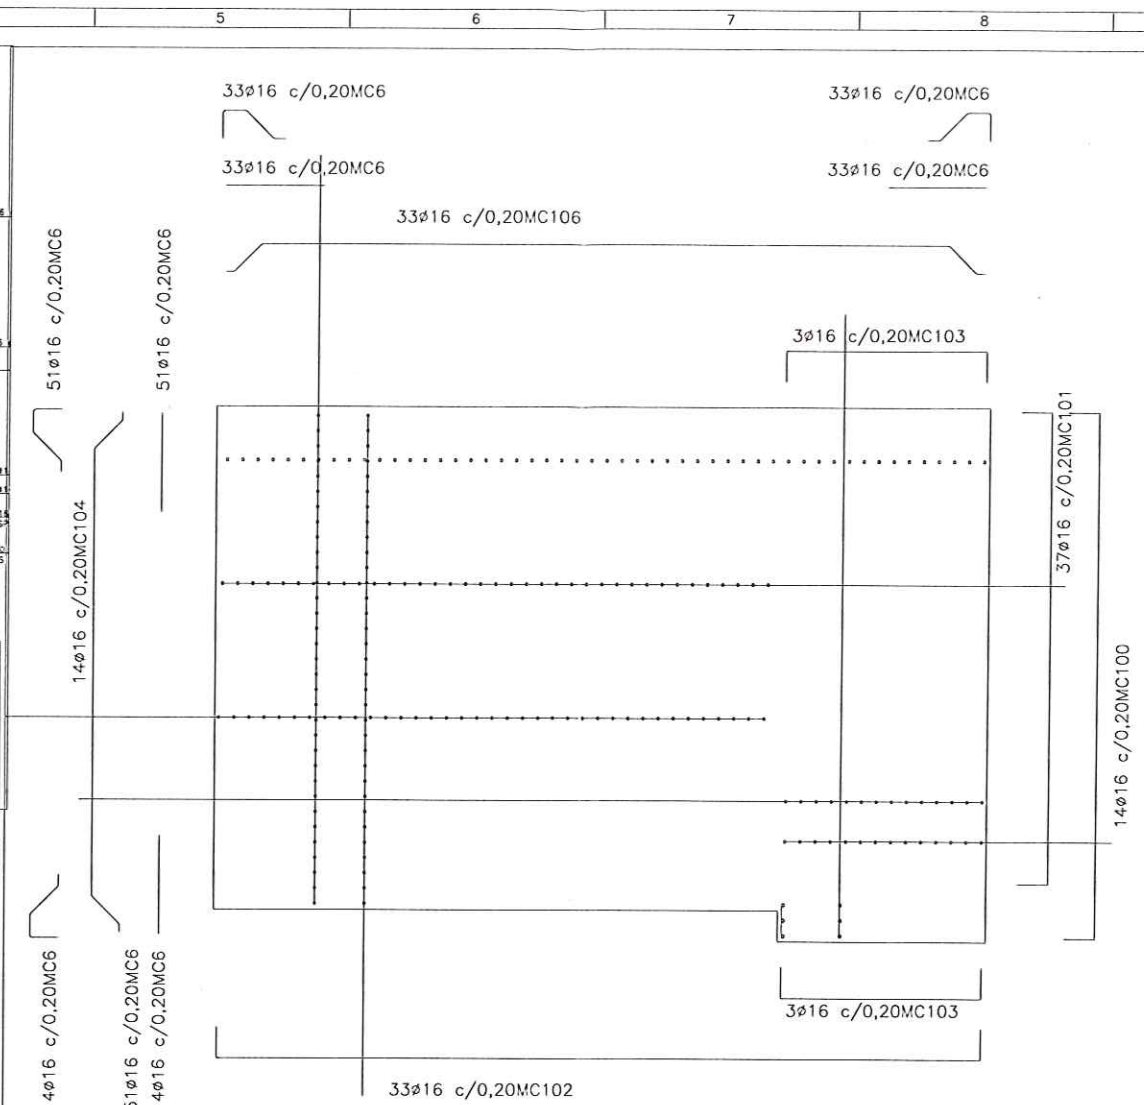 5 6 7 8
33ø16 c/0,20MC6
33ø16 c/0,20MC6
33ø16 c/0,20MC6
33ø16 c/0,20MC6
33ø16 c/0,20MC106
51ø16 c/0,20MC6
51ø16 c/0,20MC6
3ø16 c/0,20MC103
37ø16 c/0,20MC101
14ø16 c/0,20MC104
14ø16 c/0,20MC100
4ø16 c/0,20MC6
51ø16 c/0,20MC6
4ø16 c/0,20MC6
3ø16 c/0,20MC103
33ø16 c/0,20MC102